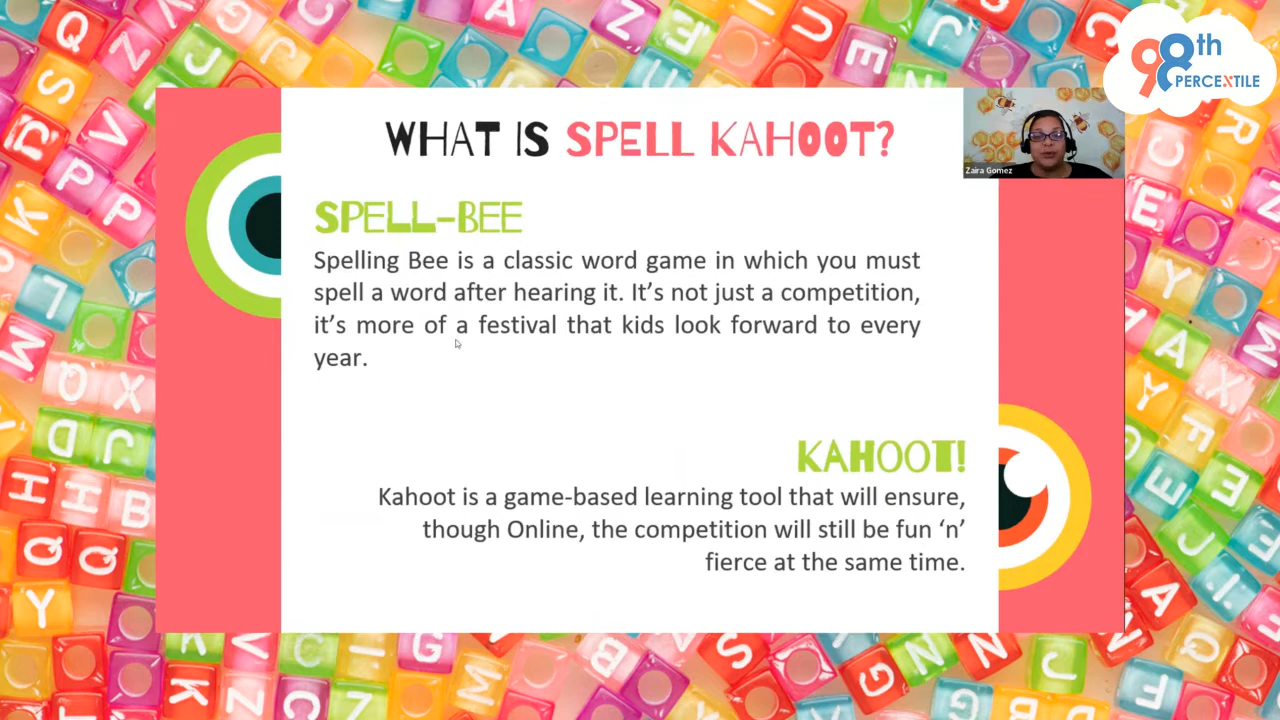 98th
PERCENTILE
WHAT IS SPELL KAHOOT?
Zaira Gomez
SPELL-BEE
Spelling Bee is a classic word game in which you must
spell a word after hearing it. It's not just a competition,
it's more of a festival that kids look forward to every
year.
KAHOOT!
Kahoot is a game-based learning tool that will ensure,
though Online, the competition will still be fun 'n'
fierce at the same time.